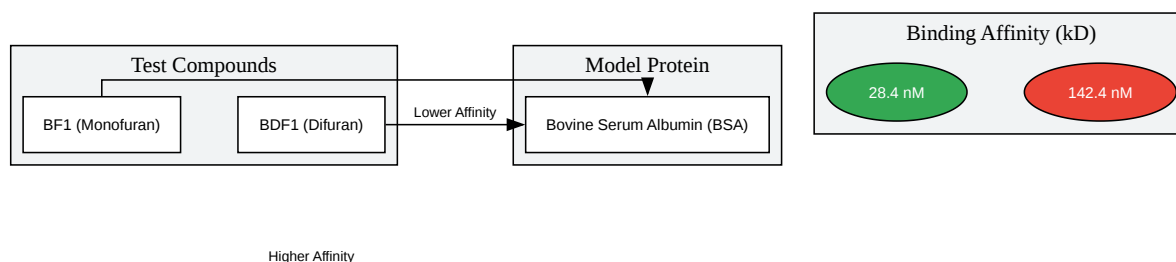 Test Compounds
BF1 (Monofuran)
BDF1 (Difuran)
Lower Affinity
Model Protein
Bovine Serum Albumin (BSA)
Binding Affinity (kD)
28.4 nM
142.4 nM
Higher Affinity